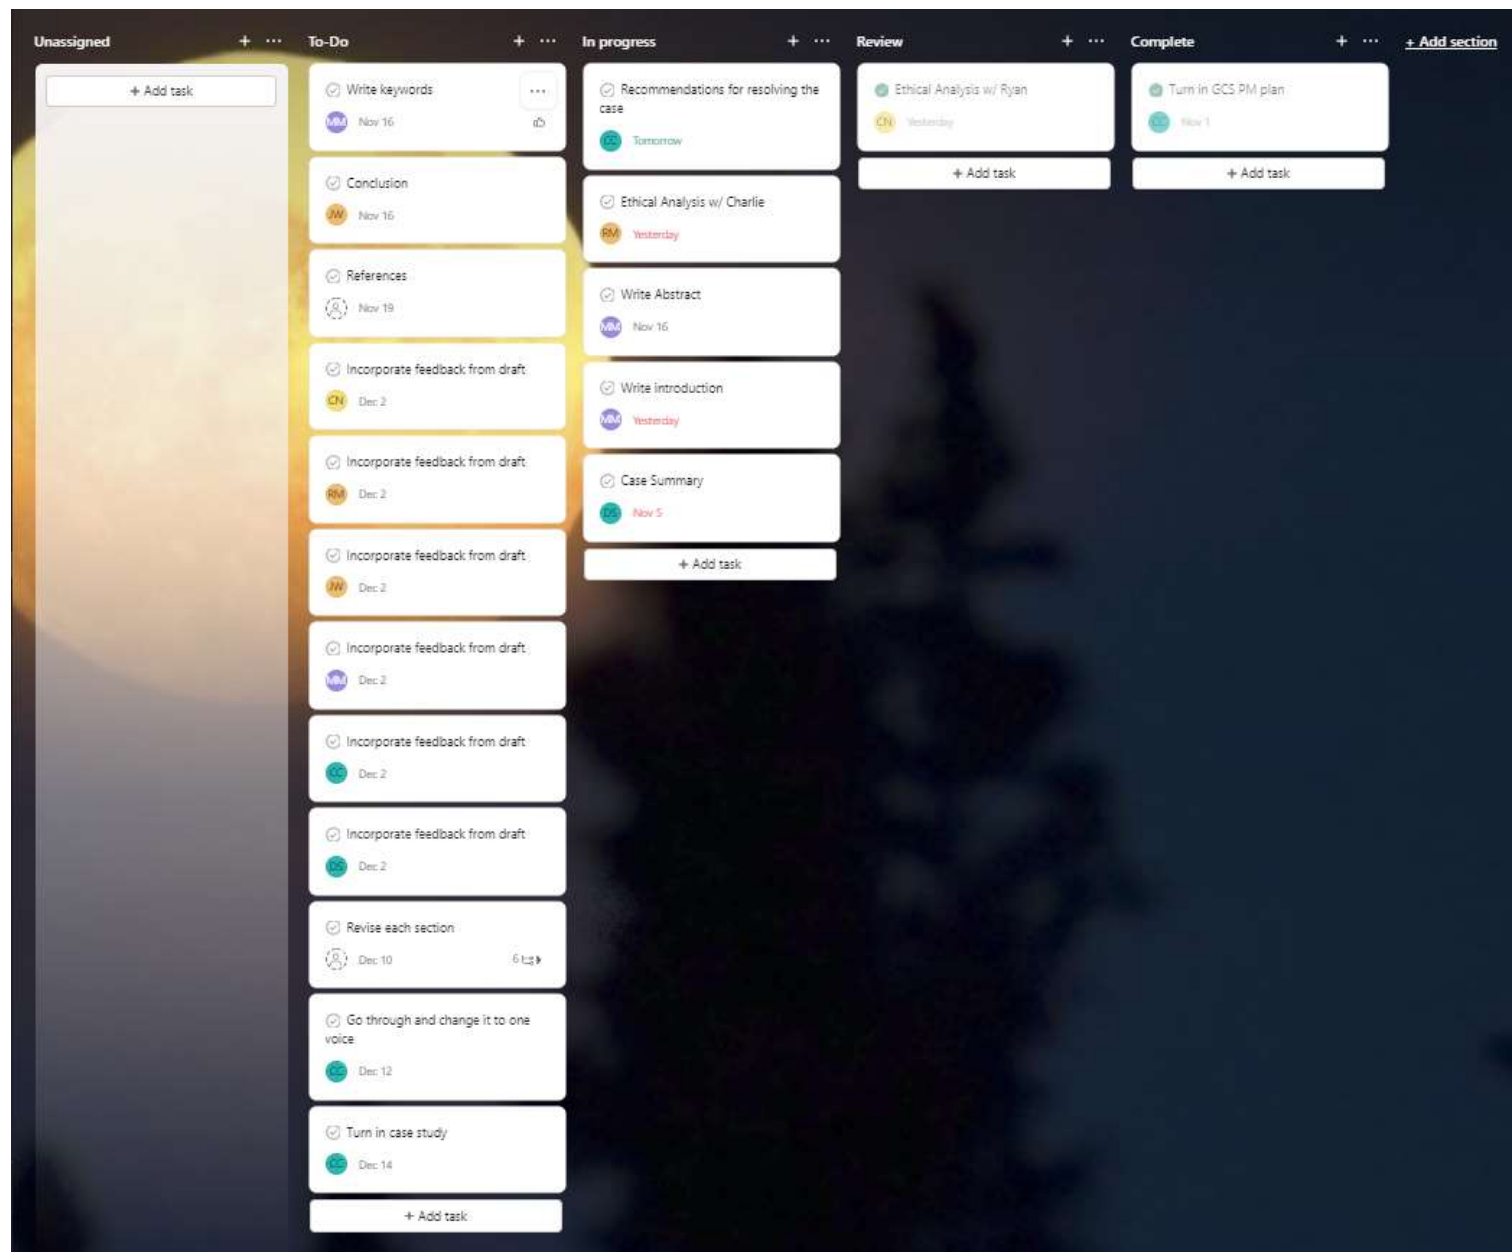 Unassigned + ...
+ Add task
To-Do + ...
Write keywords ...
MM Nov 16
Conclusion
JW Nov 16
References
Nov 19
Incorporate feedback from draft
CN Dec 2
Incorporate feedback from draft
RM Dec 2
Incorporate feedback from draft
JW Dec 2
Incorporate feedback from draft
MM Dec 2
Incorporate feedback from draft
CC Dec 2
Incorporate feedback from draft
DS Dec 2
Revise each section
Dec 10 6
Go through and change it to one
voice
CC Dec 12
Turn in case study
CC Dec 14
+ Add task
In progress + ...
Recommendations for resolving the
case
CC Tomorrow
Ethical Analysis w/ Charlie
RM Yesterday
Write Abstract
MM Nov 16
Write introduction
MM Yesterday
Case Summary
DS Nov 5
+ Add task
Review + ...
Ethical Analysis w/ Ryan
CN Yesterday
+ Add task
Complete + ...
Turn in GCS PM plan
CC Nov 1
+ Add task
+ Add section